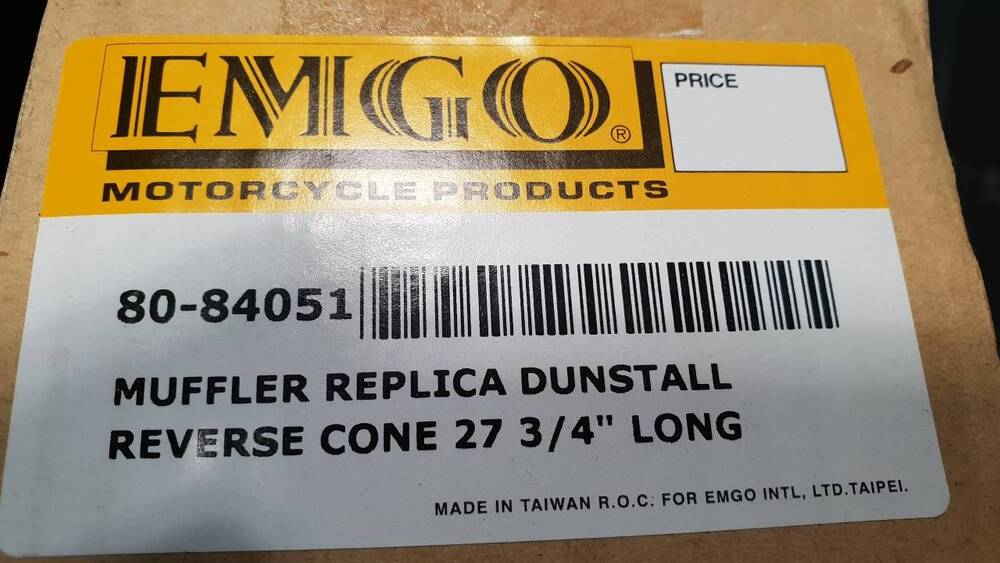 EMGO®
PRICE
MOTORCYCLE PRODUCTS
80-84051
MUFFLER REPLICA DUNSTALL
REVERSE CONE 27 3/4" LONG
MADE IN TAIWAN R.O.C. FOR EMGO INTL, LTD.TAIPEI.